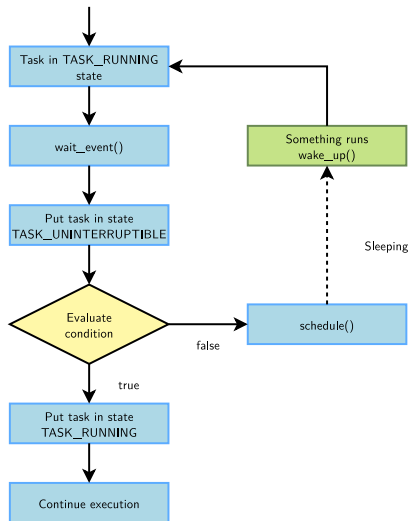 Task in TASK_RUNNING
state
wait_event()
Something runs
wake_up()
Put task in state
TASK_UNINTERRUPTIBLE
Sleeping
Evaluate
condition
false
schedule()
true
Put task in state
TASK_RUNNING
Continue execution